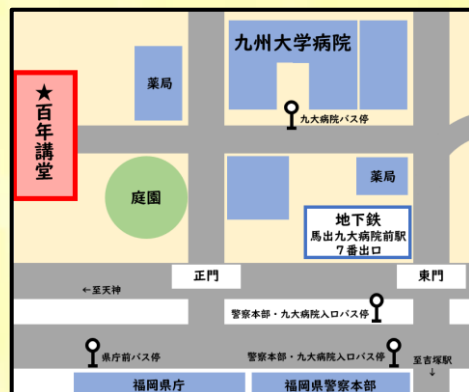 九州大学病院
薬局
★百年講堂
九大病院バス停
庭園
薬局
地下鉄
馬出九大病院前駅
７番出口
正門
東門
←至天神
警察本部・九大病院入口バス停
県庁前バス停
警察本部・九大病院入口バス停
至吉塚駅
↓
福岡県庁
福岡県警察本部